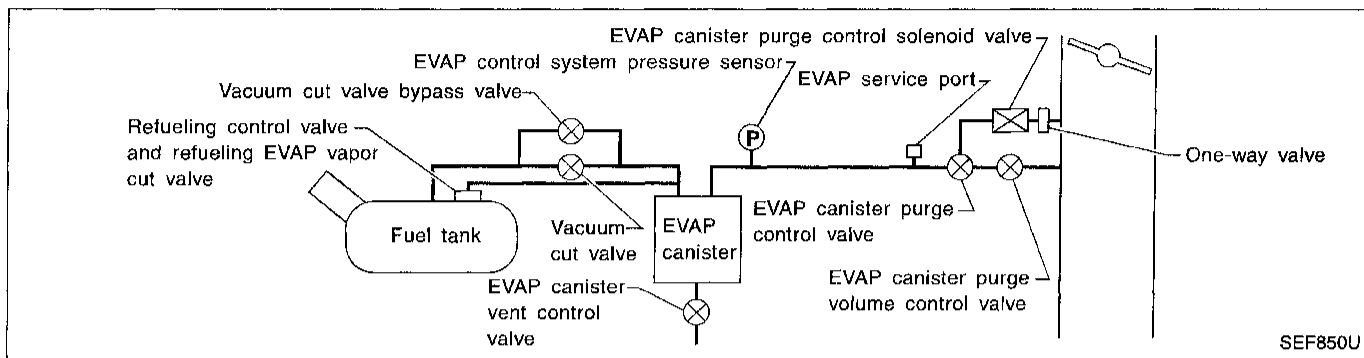 EVAP canister purge control solenoid valve
EVAP control system pressure sensor
EVAP service port
Vacuum cut valve bypass valve
Refueling control valve
and refueling EVAP vapor
cut valve
P
One-way valve
Fuel tank
Vacuum
cut valve
EVAP
canister
EVAP canister purge
control valve
EVAP canister
vent control
valve
EVAP canister purge
volume control valve
SEF850U